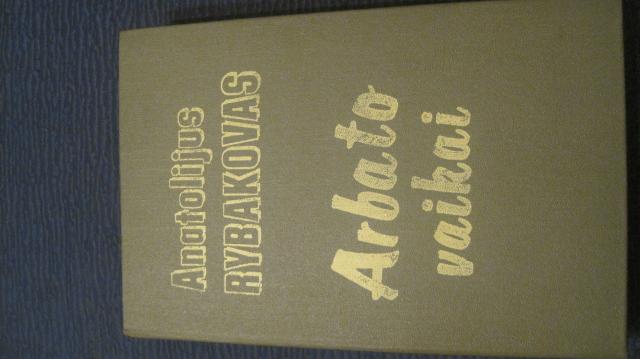 Anatolijus
RYBAKOVAS
Arbato
vaikai